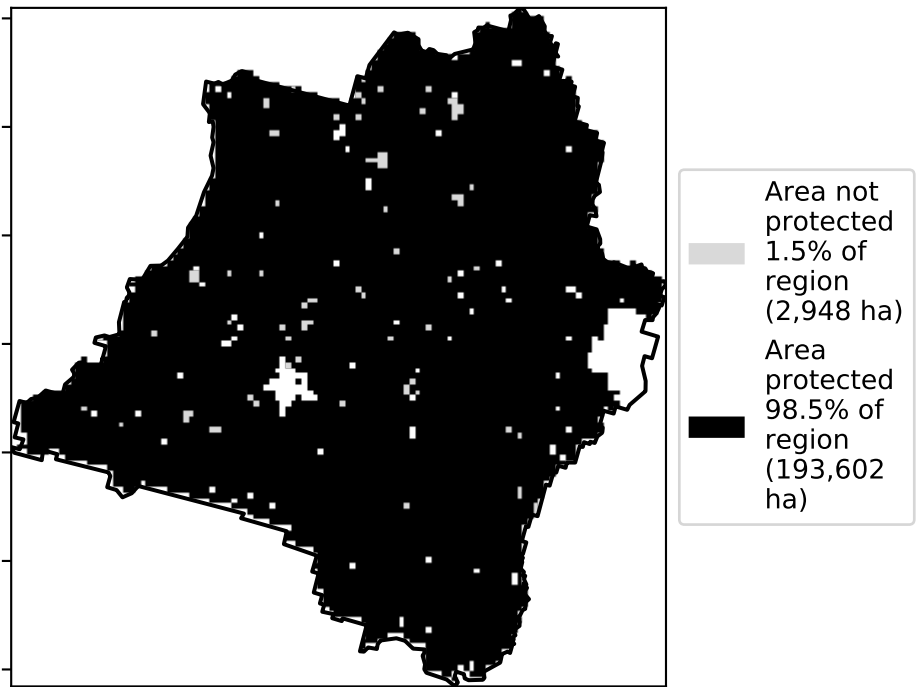 Area not
protected
1.5% of
region
(2,948 ha)
Area
protected
98.5% of
region
(193,602
ha)